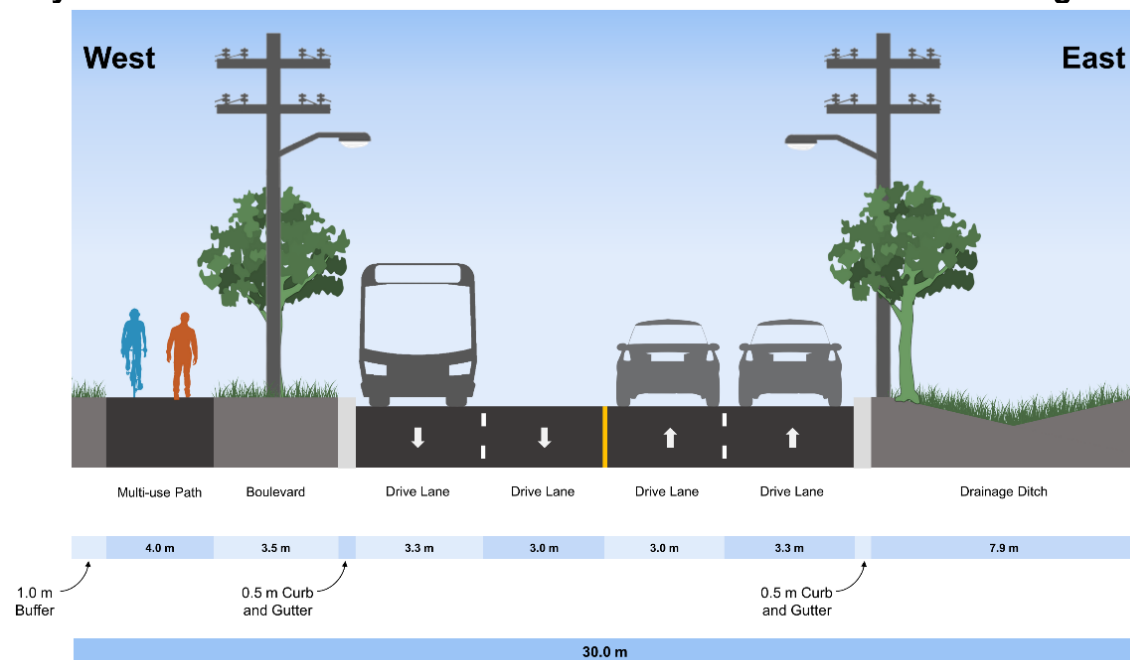 West
East
Multi-use Path
Boulevard
Drive Lane
Drive Lane
Drive Lane
Drive Lane
Drainage Ditch
4.0 m
3.5 m
3.3 m
3.0 m
3.0 m
3.3 m
7.9 m
1.0 m
Buffer
0.5 m Curb
and Gutter
0.5 m Curb
and Gutter
30.0 m